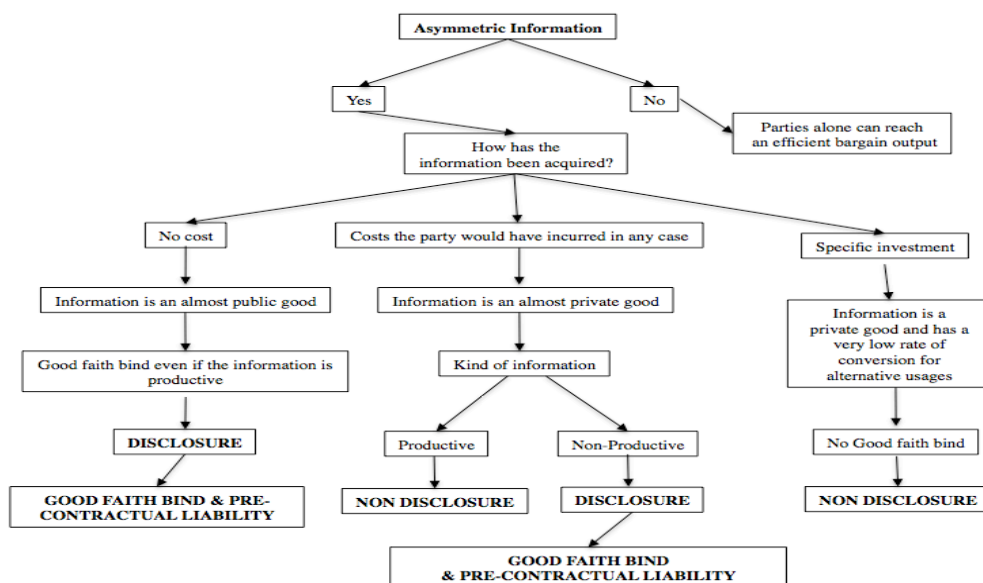 Asymmetric Information
Yes
No
Parties alone can reach
an efficient bargain output
How has the
information been acquired?
No cost
Costs the party would have incurred in any case
Specific investment
Information is an almost public good
Information is an almost private good
Information is a
private good and has a
very low rate of
conversion for
alternative usages
Good faith bind even if the information is
productive
Kind of information
DISCLOSURE
Productive
Non-Productive
No Good faith bind
GOOD FAITH BIND & PRE-
CONTRACTUAL LIABILITY
NON DISCLOSURE
DISCLOSURE
NON DISCLOSURE
GOOD FAITH BIND
& PRE-CONTRACTUAL LIABILITY